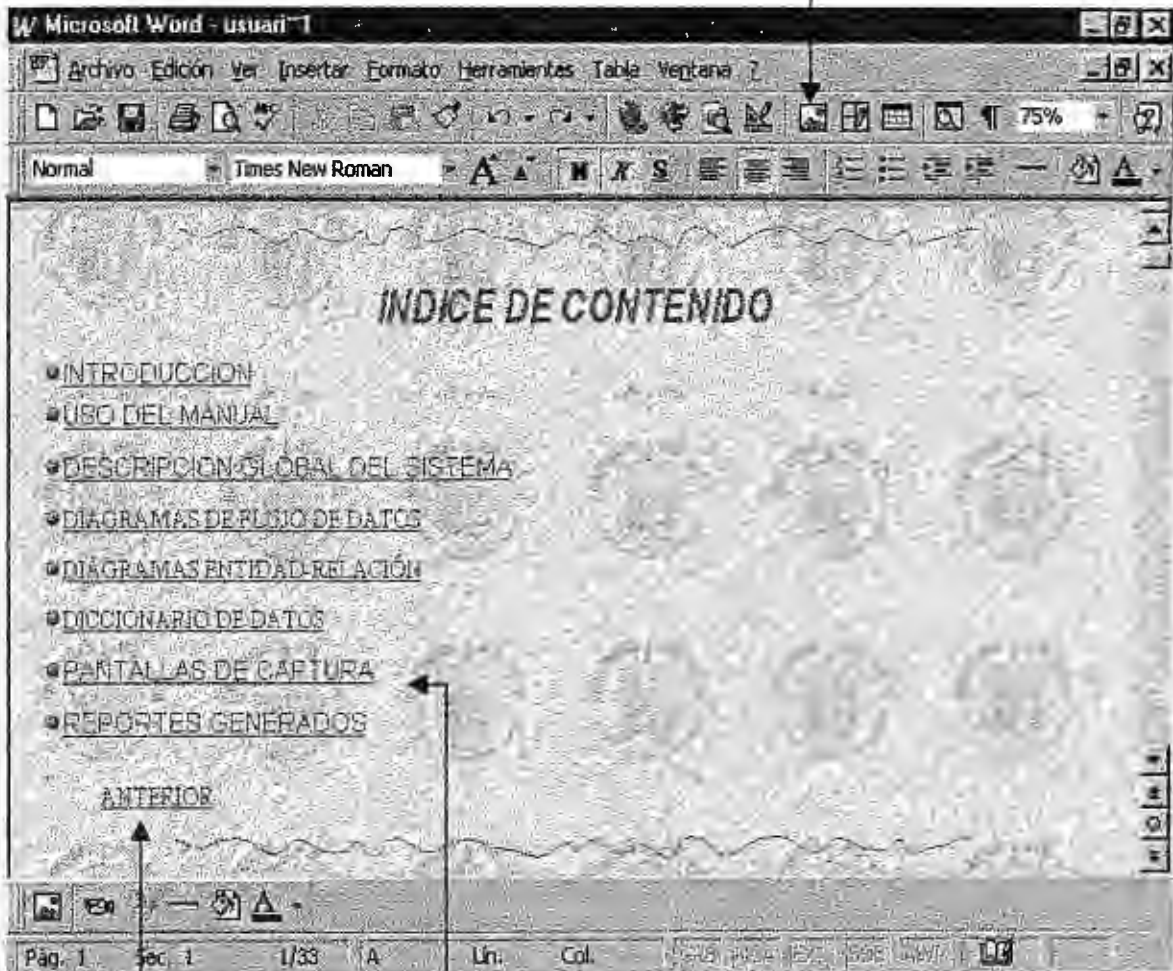 Microsoft Word - usuari~1
Archivo Edición Ver Insertar Formato Herramientas Tabla Ventana ?
75%
Normal Times New Roman A A N K S A
INDICE DE CONTENIDO
INTRODUCCION
USO DEL MANUAL
DESCRIPCION GLOBAL DEL SISTEMA
DIAGRAMAS DE FLUJO DE DATOS
DIAGRAMAS ENTIDAD-RELACIÓN
DICCIONARIO DE DATOS
PANTALLAS DE CAPTURA
REPORTES GENERADOS
ANTERIOR
A
Pág. 1 Sec. 1 1/33 A Lín. Col.